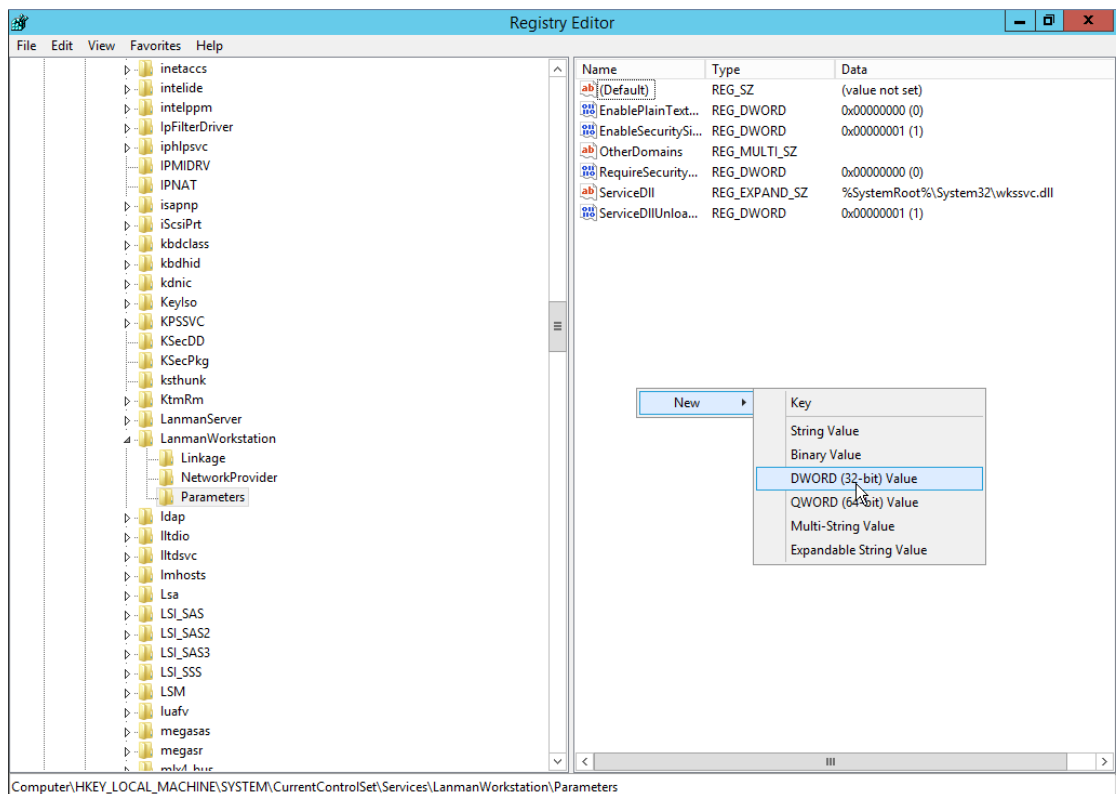 Registry Editor
File Edit View Favorites Help
inetaccs
intelide
intelppm
IpFilterDriver
iphlpsvc
IPMIDRV
IPNAT
isapnp
iScsiPrt
kbdclass
kbdhid
kdnic
KeyIso
KPSSVC
KSecDD
KSecPkg
ksthunk
KtmRm
LanmanServer
LanmanWorkstation
Linkage
NetworkProvider
Parameters
ldap
lltdio
lltdsvc
lmhosts
Lsa
LSI_SAS
LSI_SAS2
LSI_SAS3
LSI_SSS
LSM
luafv
megasas
megasr
mlx4_bus
Name Type Data
(Default) REG_SZ (value not set)
EnablePlainText... REG_DWORD 0x00000000 (0)
EnableSecuritySi... REG_DWORD 0x00000001 (1)
OtherDomains REG_MULTI_SZ
RequireSecurity... REG_DWORD 0x00000000 (0)
ServiceDll REG_EXPAND_SZ %SystemRoot%\System32\wkssvc.dll
ServiceDllUnloa... REG_DWORD 0x00000001 (1)
New
Key
String Value
Binary Value
DWORD (32-bit) Value
QWORD (64-bit) Value
Multi-String Value
Expandable String Value
Computer\HKEY_LOCAL_MACHINE\SYSTEM\CurrentControlSet\Services\LanmanWorkstation\Parameters